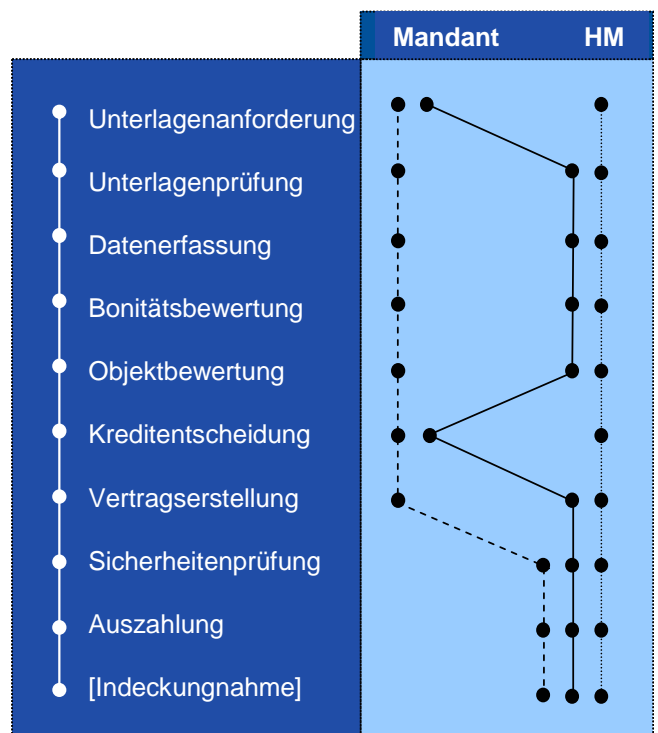 Mandant HM
Unterlagenanforderung
Unterlagenprüfung
Datenerfassung
Bonitätsbewertung
Objektbewertung
Kreditentscheidung
Vertragserstellung
Sicherheitenprüfung
Auszahlung
[Indeckungnahme]